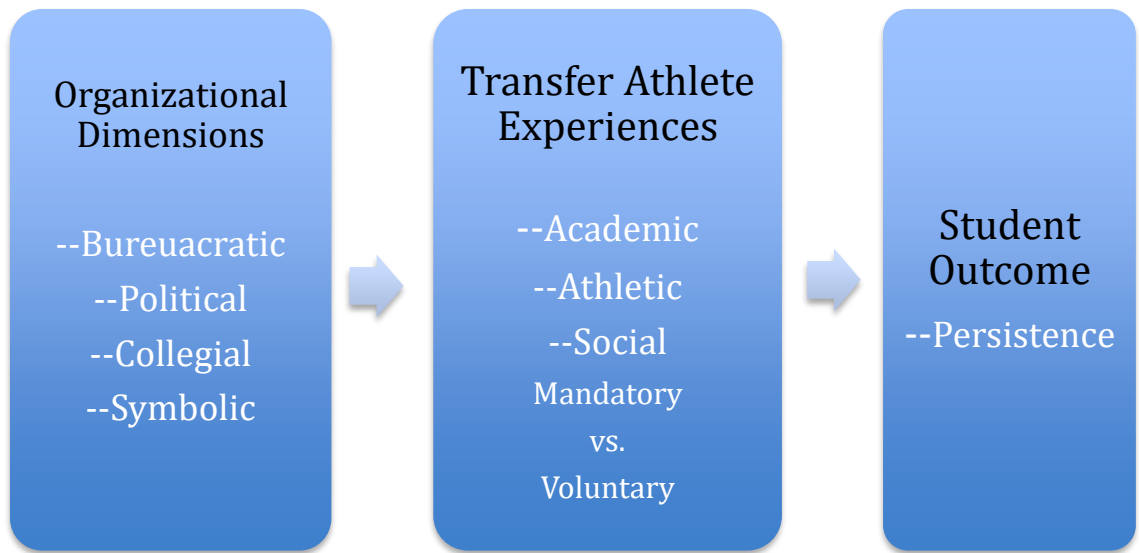 Organizational
Dimensions
--Bureuacratic
--Political
--Collegial
--Symbolic
Transfer Athlete
Experiences
--Academic
--Athletic
--Social
Mandatory
vs.
Voluntary
Student
Outcome
--Persistence